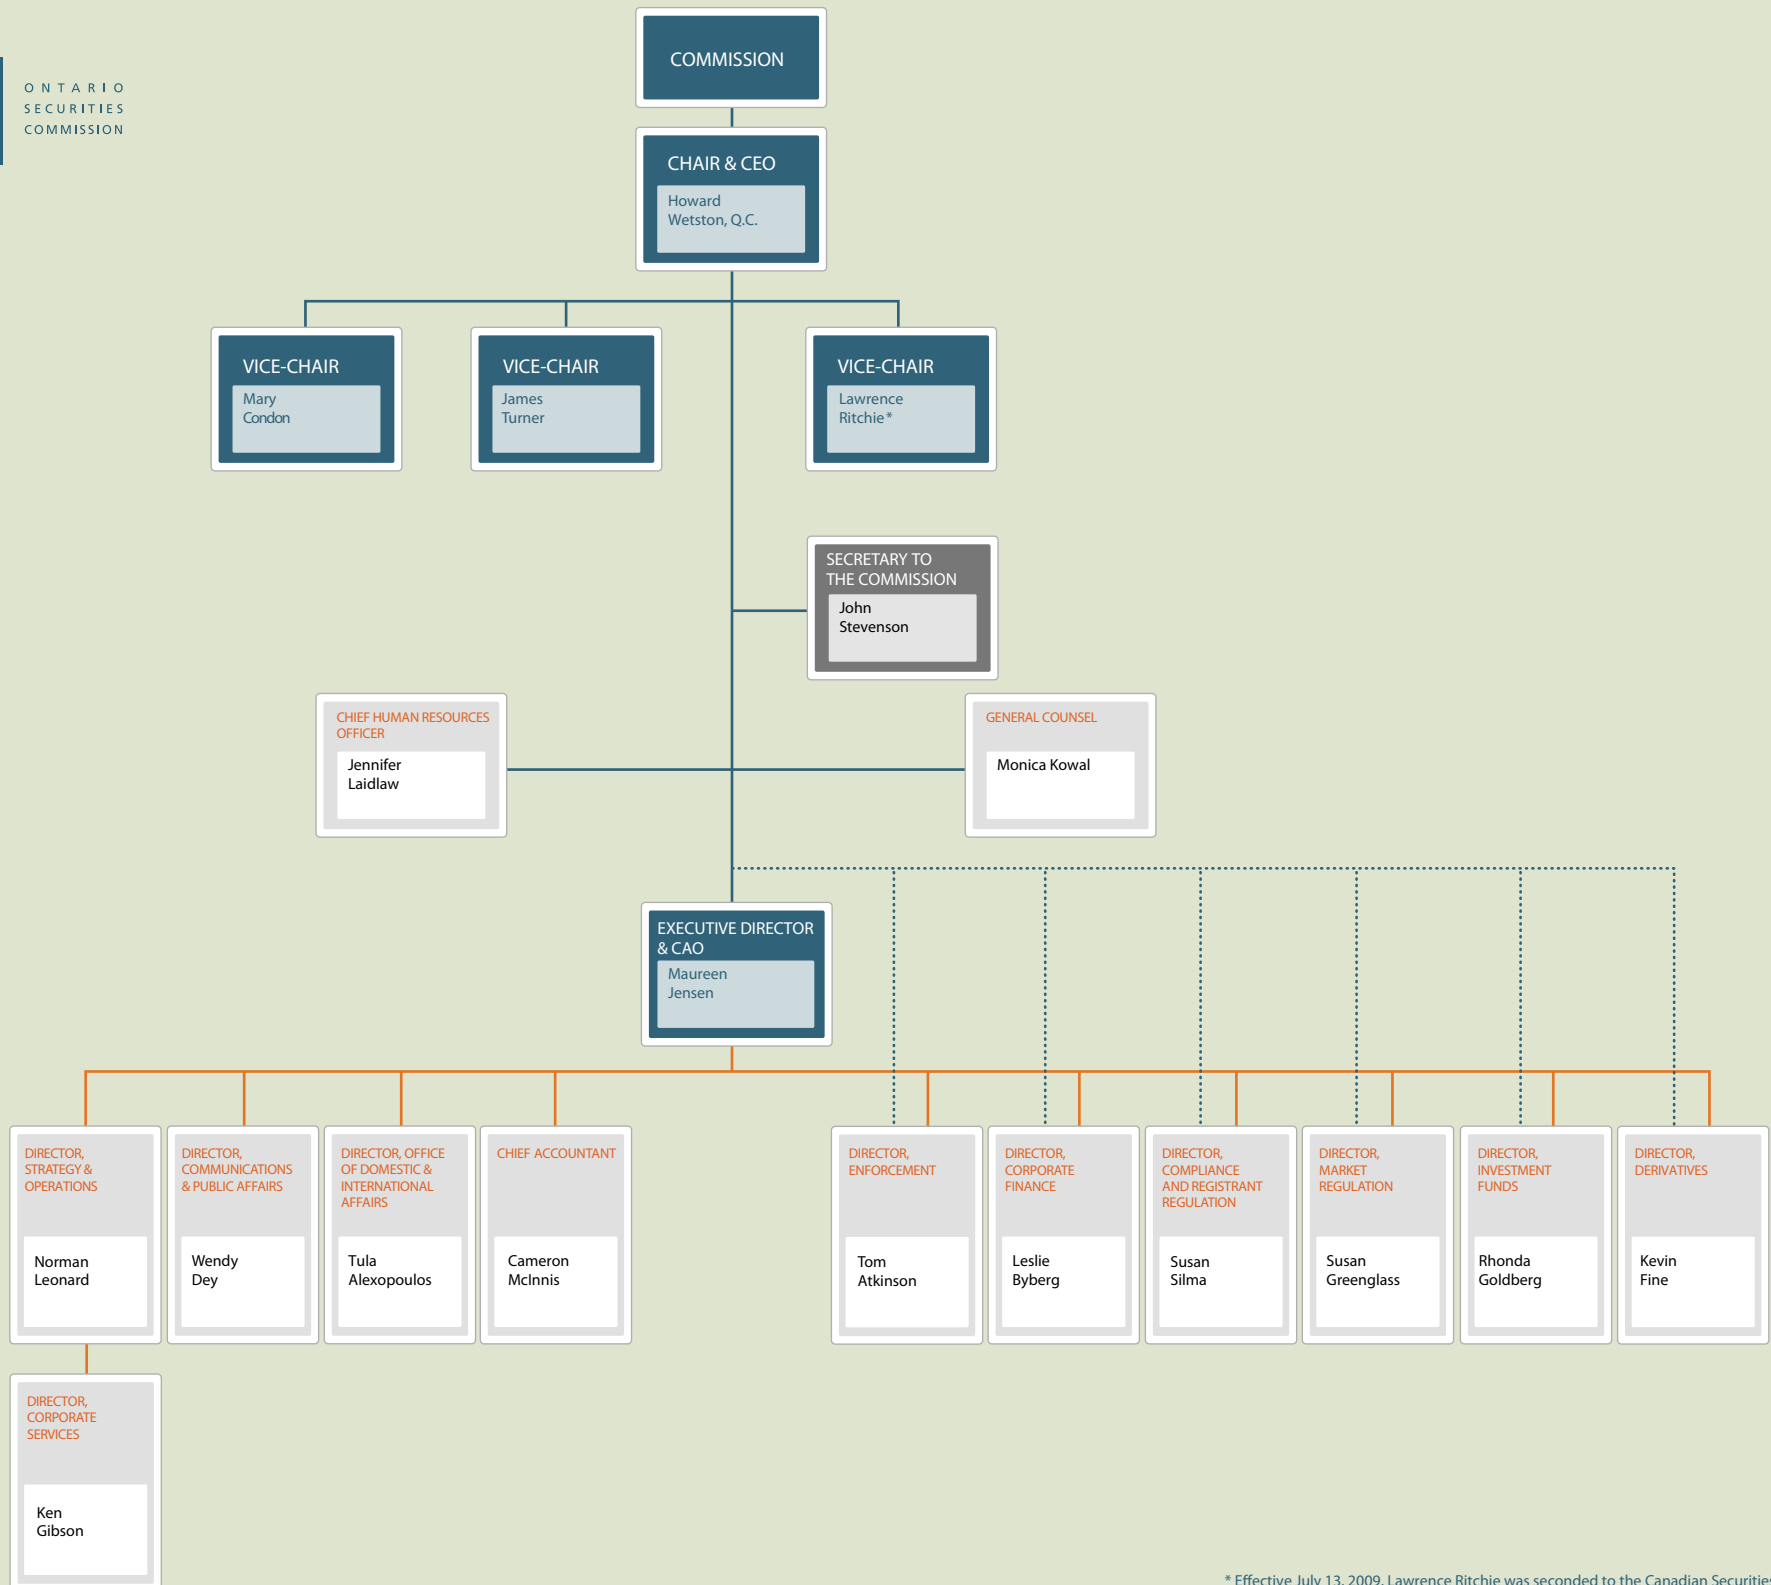 ONTARIO
SECURITIES
COMMISSION
COMMISSION
CHAIR & CEO
Howard
Wetston, Q.C.
VICE-CHAIR
Mary
Condon
VICE-CHAIR
James
Turner
VICE-CHAIR
Lawrence
Ritchie*
SECRETARY TO
THE COMMISSION
John
Stevenson
CHIEF HUMAN RESOURCES
OFFICER
Jennifer
Laidlaw
GENERAL COUNSEL
Monica Kowal
EXECUTIVE DIRECTOR
& CAO
Maureen
Jensen
DIRECTOR,
STRATEGY &
OPERATIONS
Norman
Leonard
DIRECTOR,
COMMUNICATIONS
& PUBLIC AFFAIRS
Wendy
Dey
DIRECTOR, OFFICE
OF DOMESTIC &
INTERNATIONAL
AFFAIRS
Tula
Alexopoulos
CHIEF ACCOUNTANT
Cameron
McInnis
DIRECTOR,
ENFORCEMENT
Tom
Atkinson
DIRECTOR,
CORPORATE
FINANCE
Leslie
Byberg
DIRECTOR,
COMPLIANCE
AND REGISTRANT
REGULATION
Susan
Silma
DIRECTOR,
MARKET
REGULATION
Susan
Greenglass
DIRECTOR,
INVESTMENT
FUNDS
Rhonda
Goldberg
DIRECTOR,
DERIVATIVES
Kevin
Fine
DIRECTOR,
CORPORATE
SERVICES
Ken
Gibson
* Effective July 13, 2009, Lawrence Ritchie was seconded to the Canadian Securities